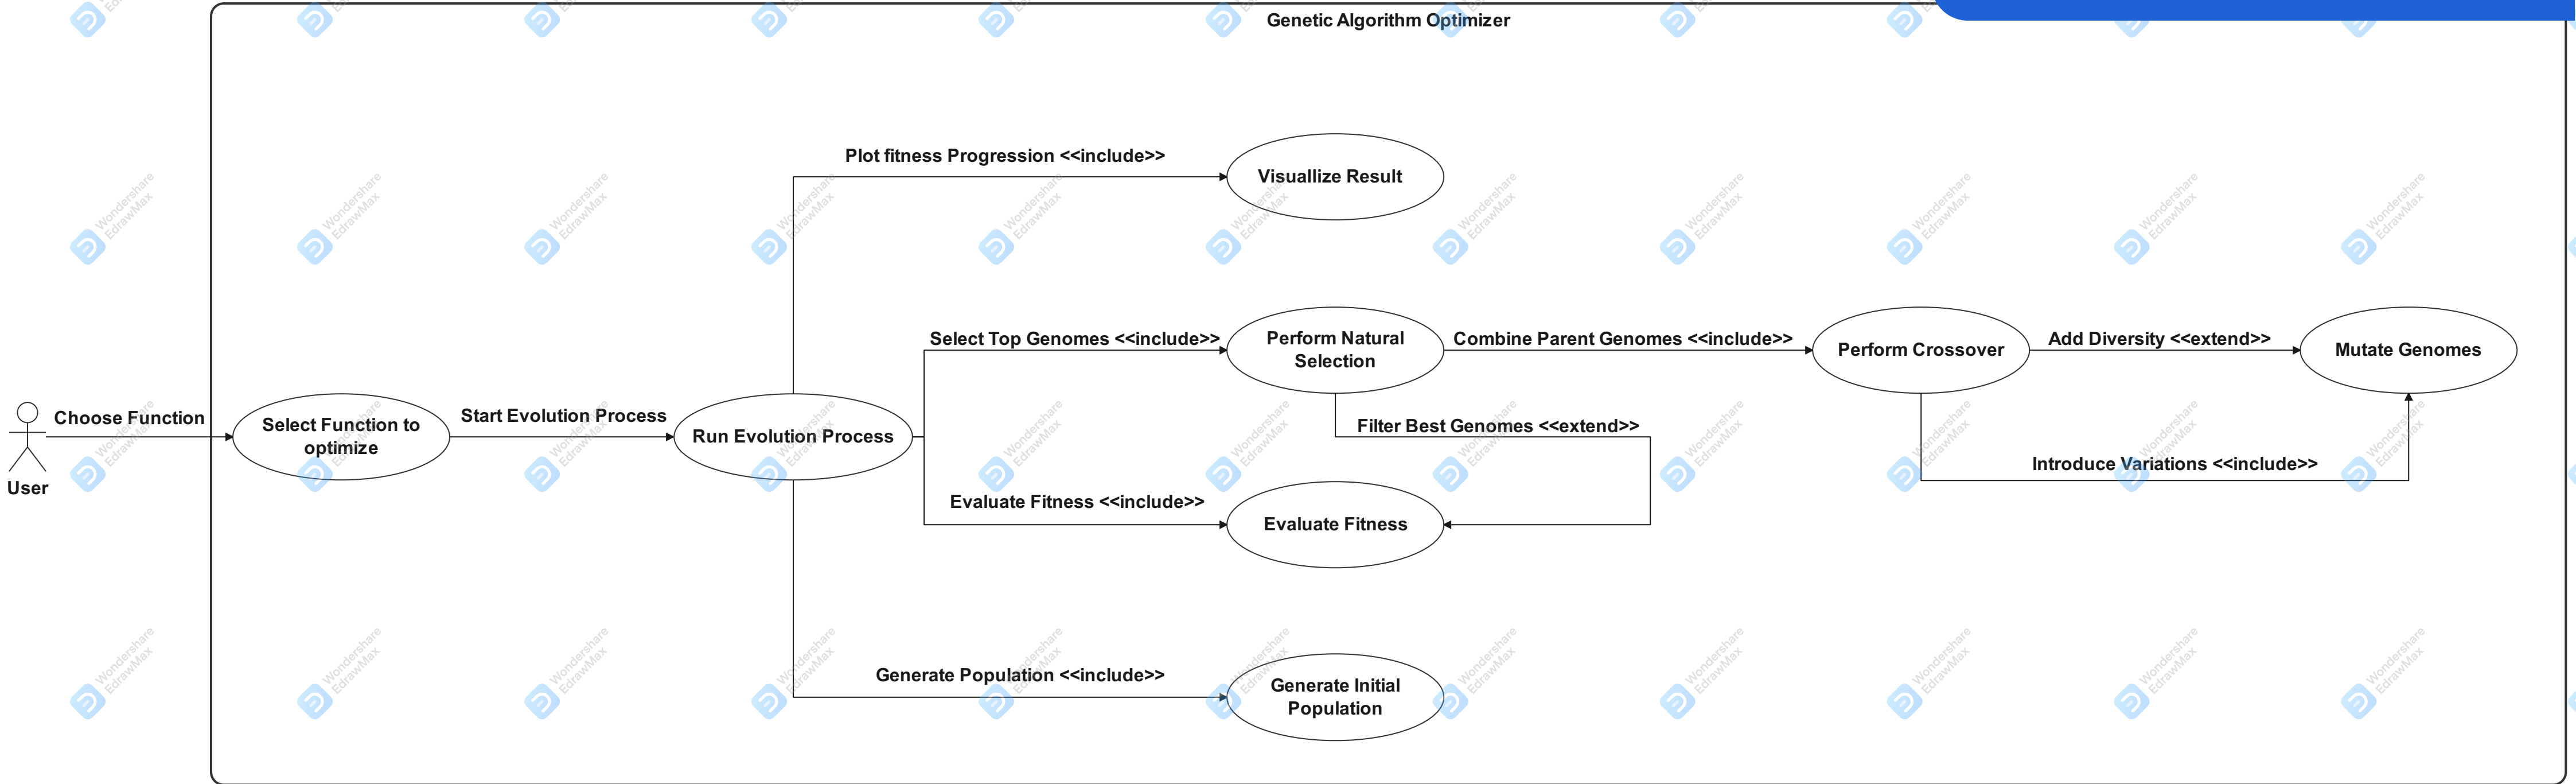 Genetic Algorithm Optimizer
Plot fitness Progression <<include>>
Visuallize Result
Select Top Genomes <<include>>
Perform Natural
Selection
Combine Parent Genomes <<include>>
Perform Crossover
Add Diversity <<extend>>
Mutate Genomes
Choose Function
User
Select Function to
optimize
Start Evolution Process
Run Evolution Process
Filter Best Genomes <<extend>>
Introduce Variations <<include>>
Evaluate Fitness <<include>>
Evaluate Fitness
Generate Population <<include>>
Generate Initial
Population
Wondershare
EdrawMax